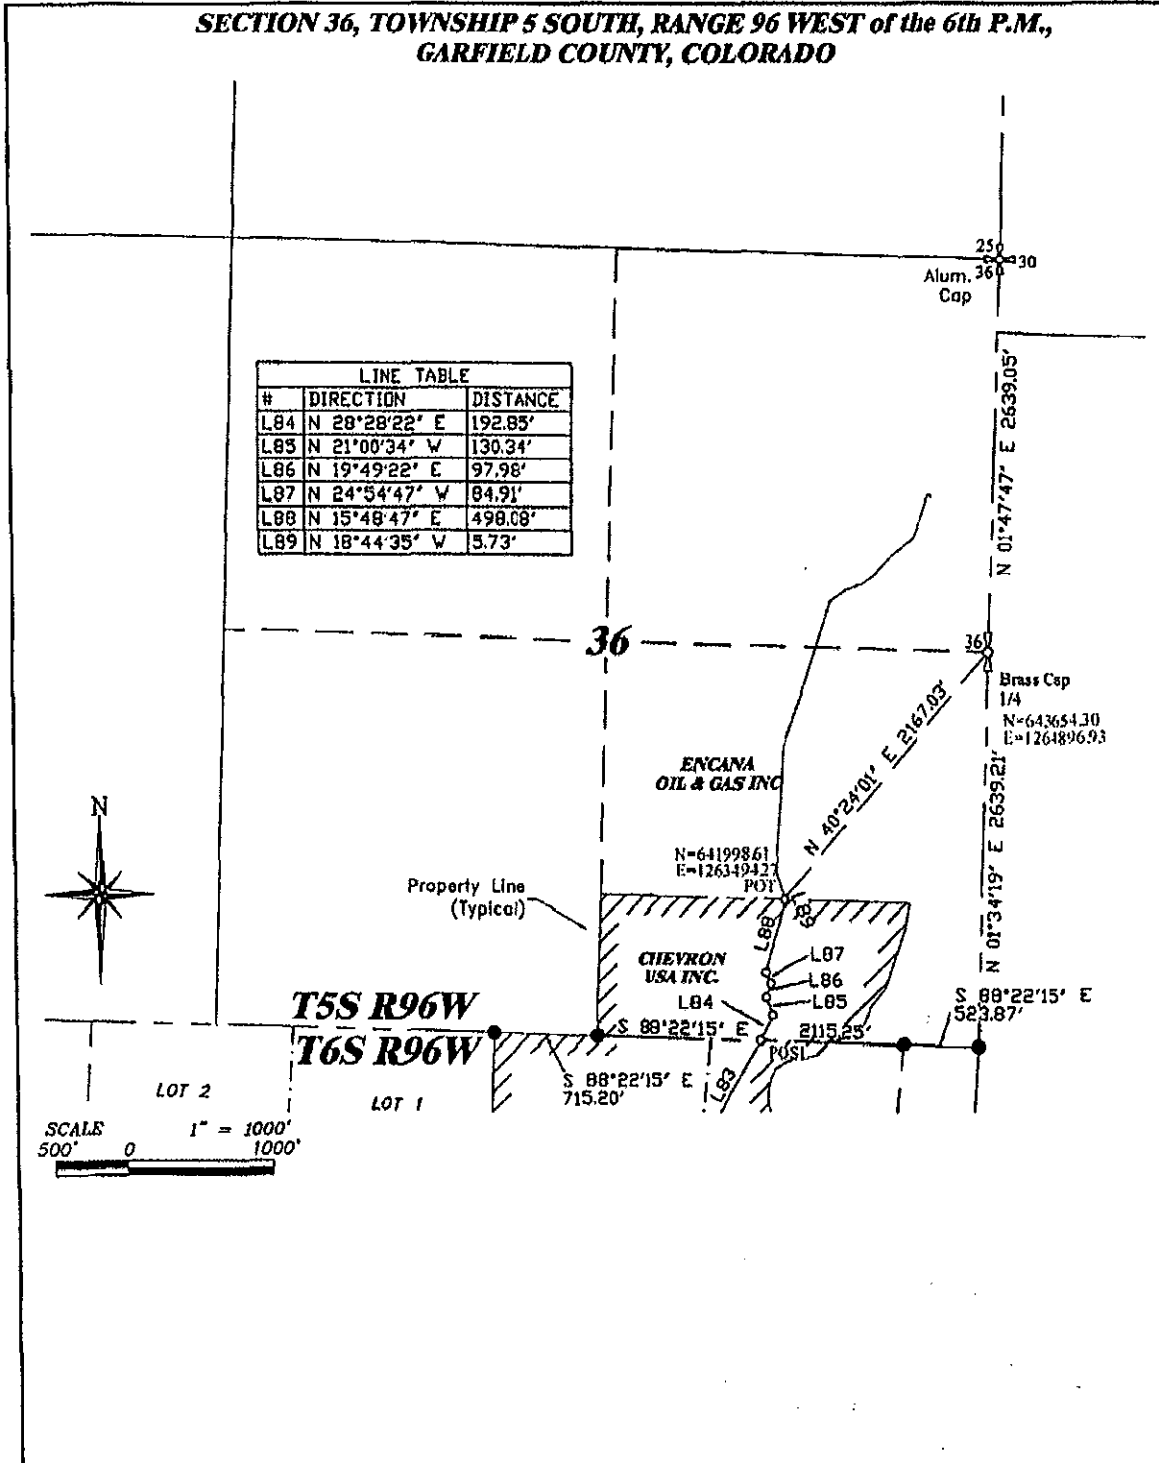 SECTION 36, TOWNSHIP 5 SOUTH, RANGE 96 WEST of the 6th P.M.,
GARFIELD COUNTY, COLORADO
25
30
36
Alum.
Cap
N 01°47'47" E 2639.05'
LINE TABLE
# DIRECTION DISTANCE
L84 N 28°28'22" E 192.85'
L85 N 21°00'34" W 130.34'
L86 N 19°49'22" E 97.98'
L87 N 24°54'47" W 84.91'
L88 N 15°48'47" E 498.08'
L89 N 18°44'35" W 5.73'
36
36
Brass Cap
1/4
N=643654.30
E=1264896.93
N 40°24'01" E 2167.03'
N 01°34'19" E 2639.21'
ENCANA
OIL & GAS INC
N
N=641998.61
E=1263494.27
POT
Property Line
(Typical)
L89
L88
L87
L86
L85
L84
CHEVRON
USA INC.
T5S R96W
T6S R96W
S 88°22'15" E
2115.25'
S 88°22'15" E
523.87'
POSL
L83
S 88°22'15" E
715.20'
LOT 2
LOT 1
SCALE 1" = 1000'
500' 0 1000'